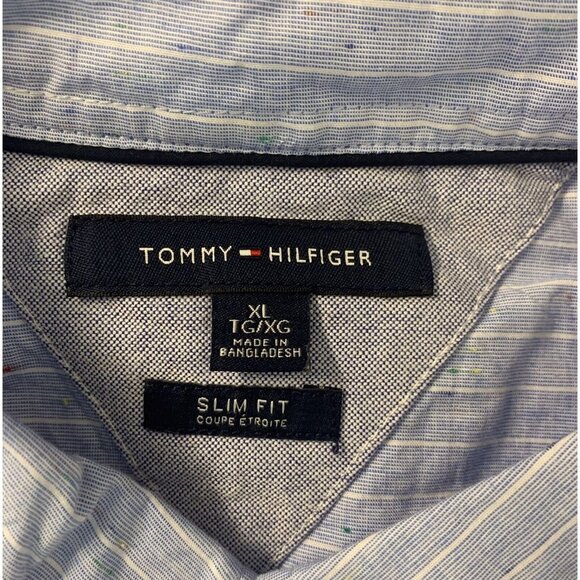 TOMMY HILFIGER
XL
TG/XG
MADE IN
BANGLADESH
SLIM FIT
COUPE ÉTROITE